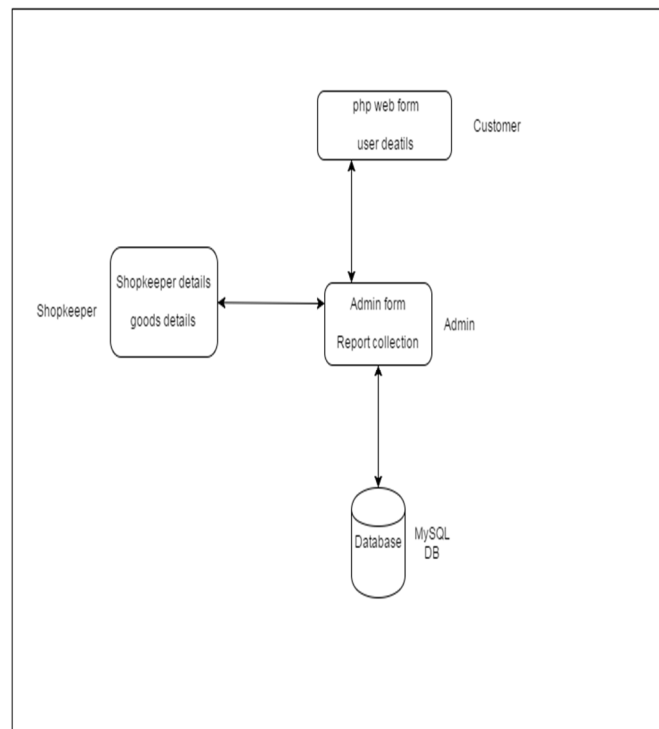 php web form
user deatils
Customer
Shopkeeper details
goods details
Shopkeeper
Admin form
Report collection
Admin
Database
MySQL
DB